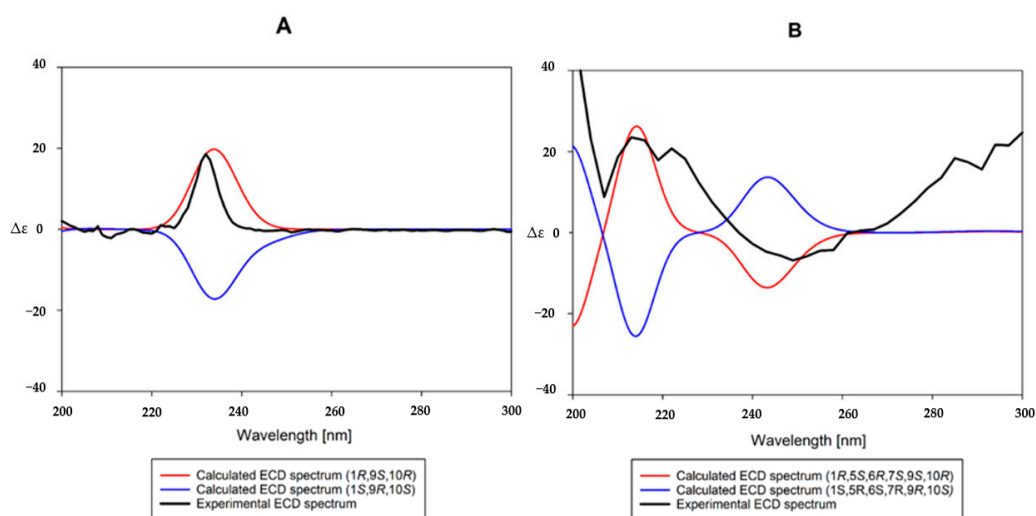 A
40
20
Δε 0
−20
−40
200 220 240 260 280 300
Wavelength [nm]
Calculated ECD spectrum (1R,9S,10R)
Calculated ECD spectrum (1S,9R,10S)
Experimental ECD spectrum
B
40
20
Δε 0
−20
−40
200 220 230 260 280 300
Wavelength [nm]
Calculated ECD spectrum (1R,5S,6R,7S,9S,10R)
Calculated ECD spectrum (1S,5R,6S,7R,9R,10S)
Experimental ECD spectrum